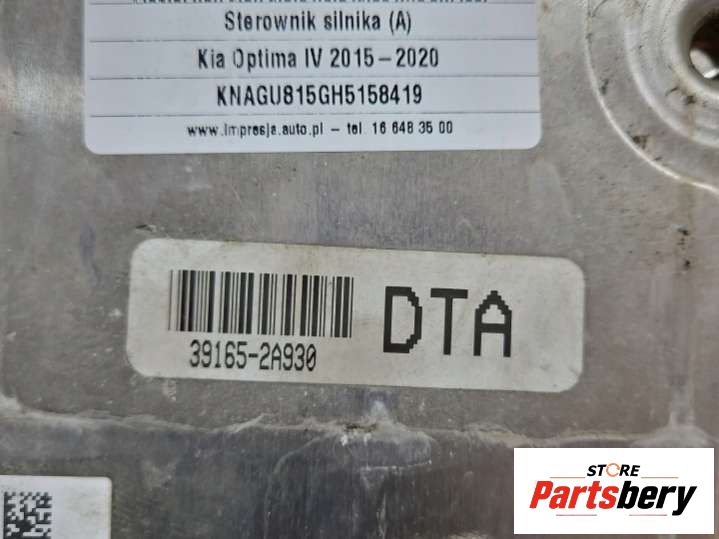 Sterownik silnika (A)
Kia Optima IV 2015-2020
KNAGU815GH5158419
www.impresja.auto.pl - tel. 16 648 35 00
39165-2A930
DTA
STORE
Partsbery